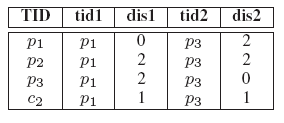 TID tid1 dis1 tid2 dis2
p1 p1 0 p3 2
p2 p1 2 p3 2
p3 p1 2 p3 0
c2 p1 1 p3 1